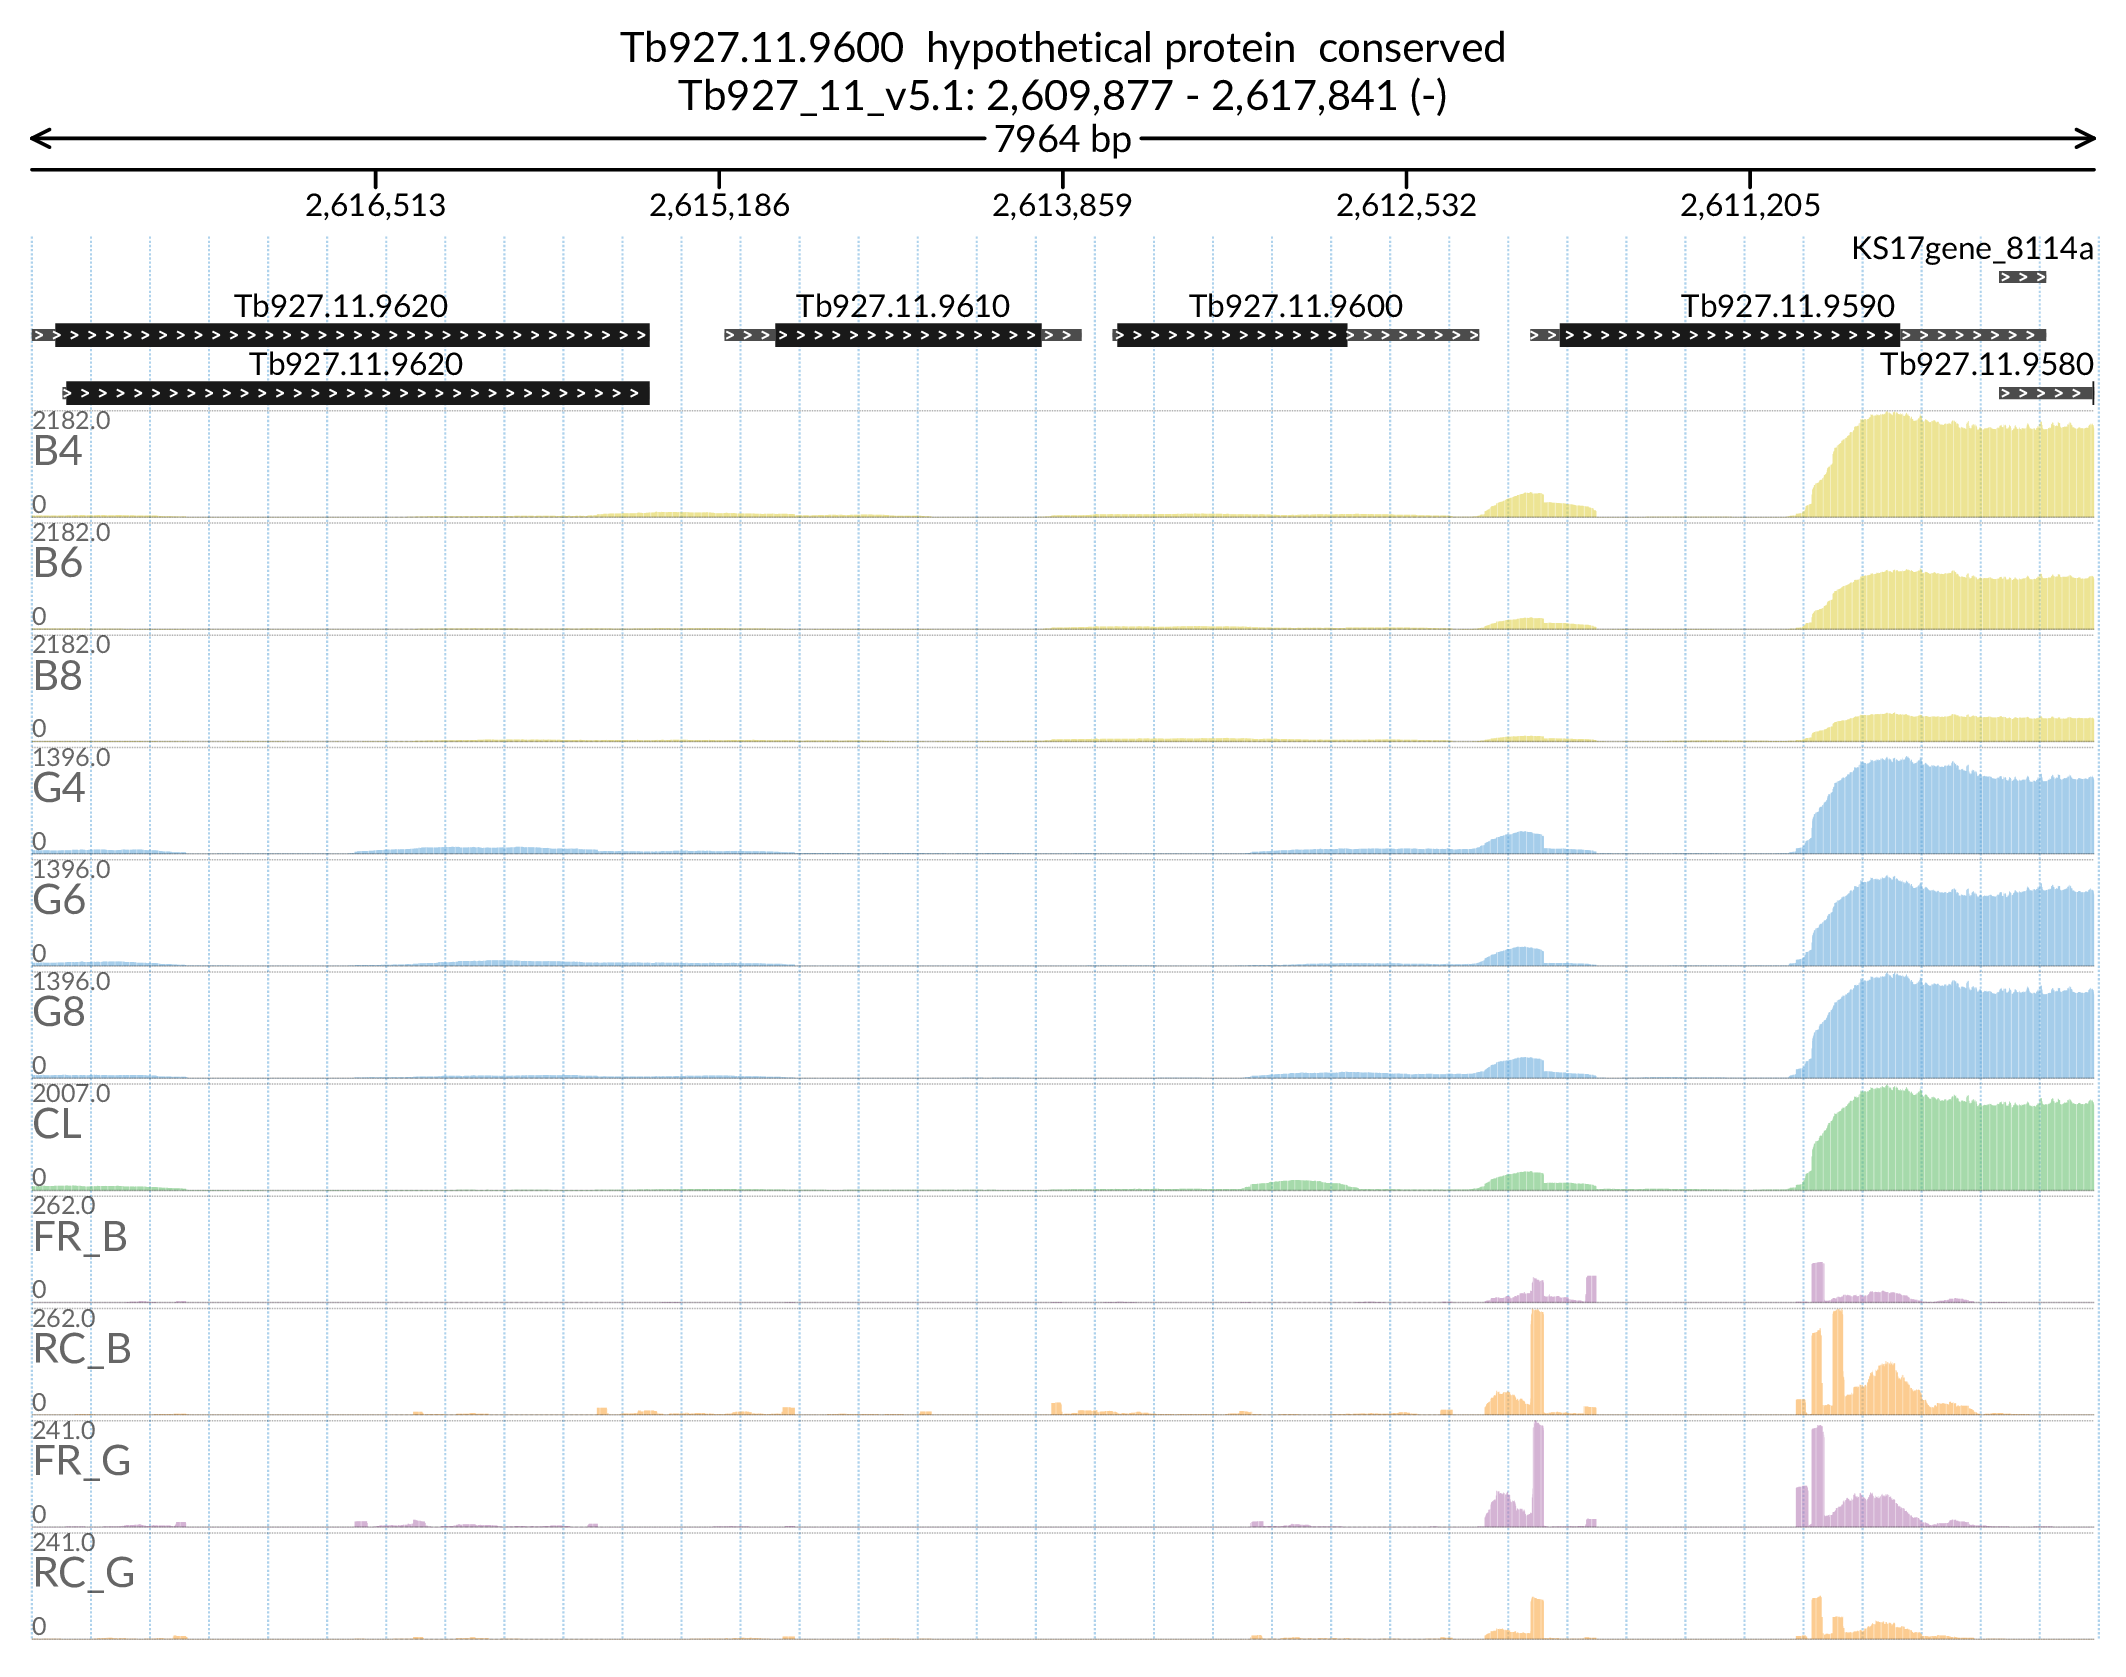 Tb927.11.9600  hypothetical protein  conserved
Tb927_11_v5.1: 2,609,877 - 2,617,841 (-)
7964 bp
2,616,513 2,615,186 2,613,859 2,612,532 2,611,205
KS17gene_8114a
Tb927.11.9620 Tb927.11.9610 Tb927.11.9600 Tb927.11.9590
Tb927.11.9620 Tb927.11.9580
2182.0
B4
0
2182.0
B6
0
2182.0
B8
0
1396.0
G4
0
1396.0
G6
0
1396.0
G8
0
2007.0
CL
0
262.0
FR_B
0
262.0
RC_B
0
241.0
FR_G
0
241.0
RC_G
0